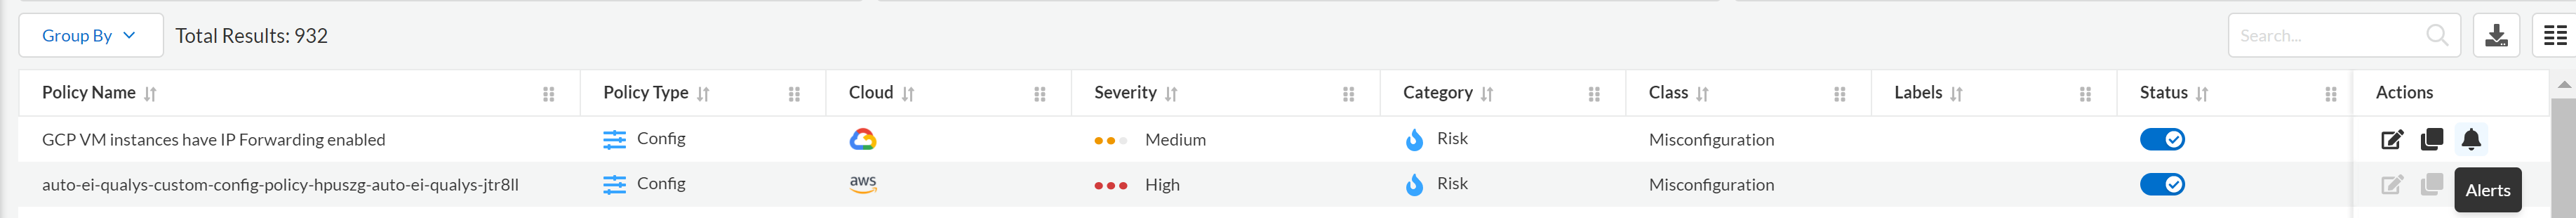 Group By Total Results: 932 Search...
Policy Name Policy Type Cloud Severity Category Class Labels Status Actions
GCP VM instances have IP Forwarding enabled Config Medium Risk Misconfiguration
auto-ei-qualys-custom-config-policy-hpuszg-auto-ei-qualys-jtr8ll Config aws High Risk Misconfiguration Alerts